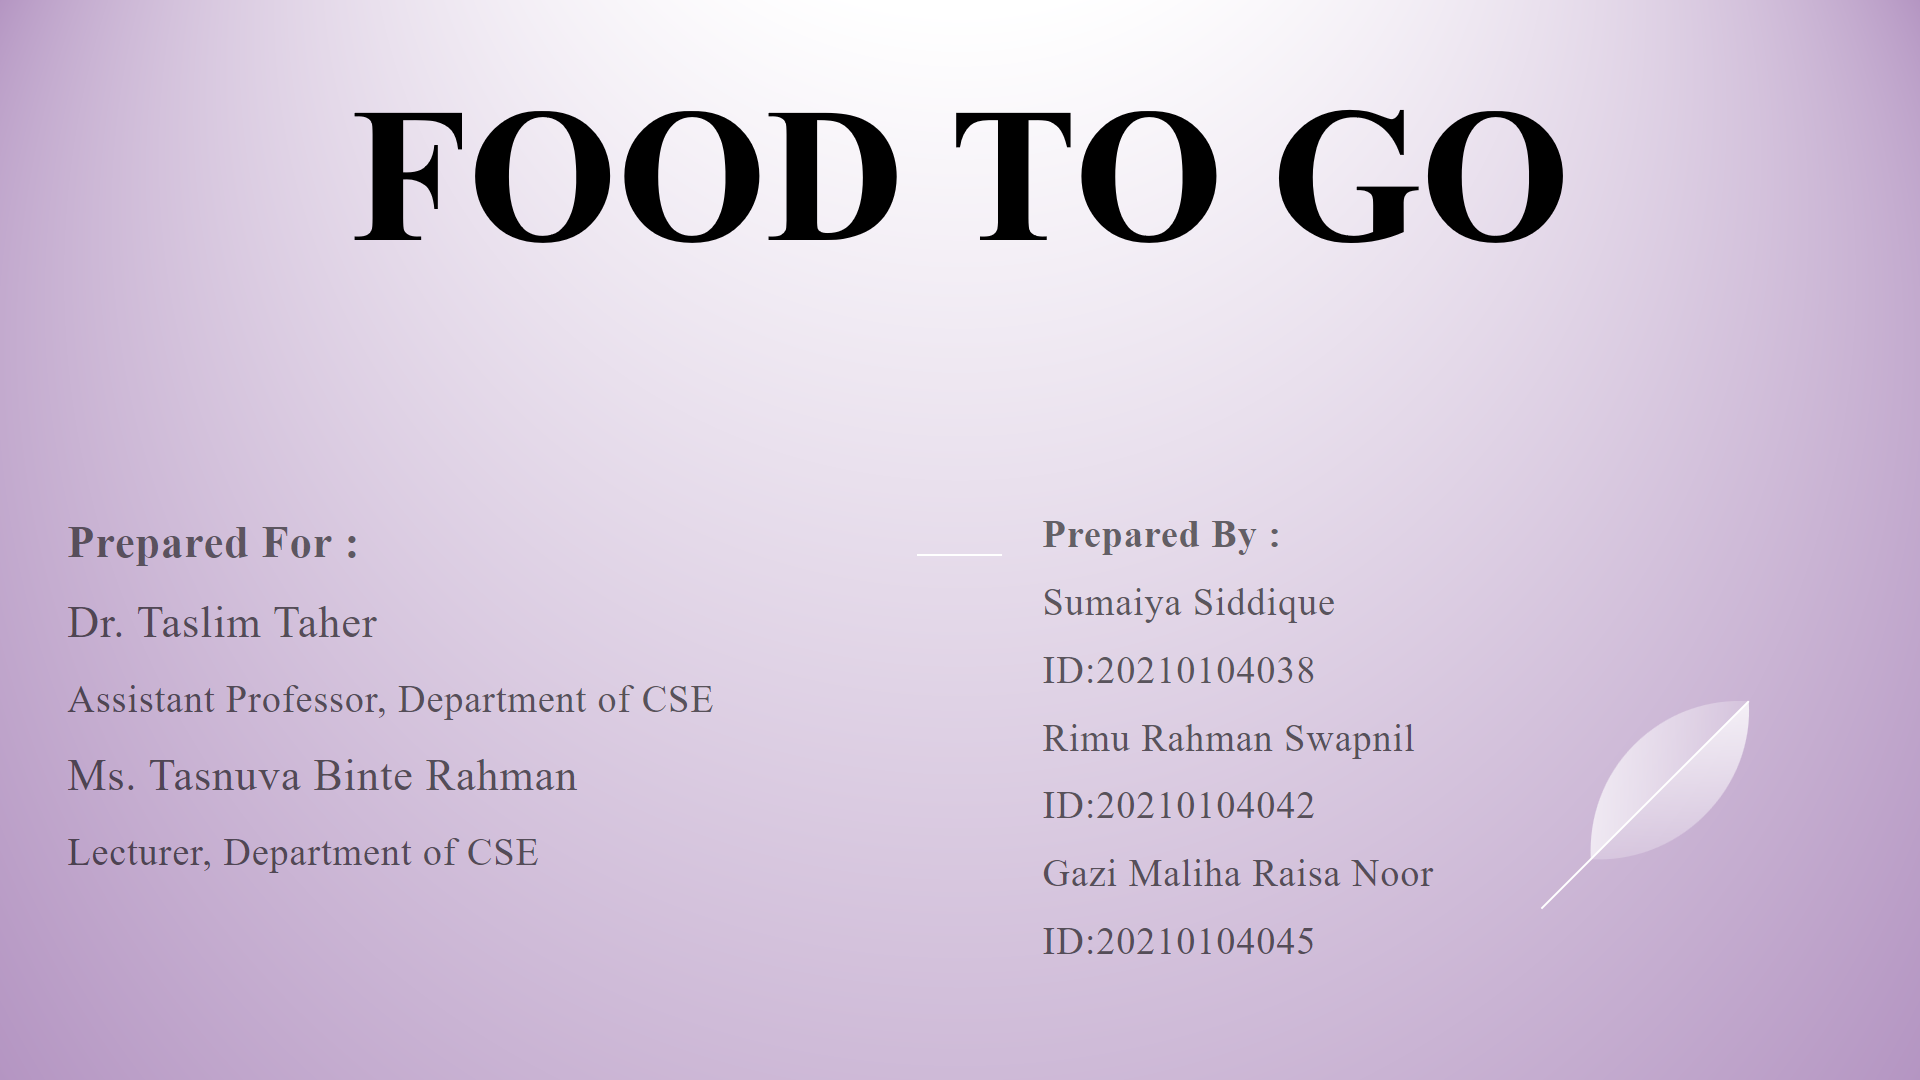 FOOD TO GO
Prepared For :
Dr. Taslim Taher
Assistant Professor, Department of CSE
Ms. Tasnuva Binte Rahman
Lecturer, Department of CSE
Prepared By :
Sumaiya Siddique
ID:20210104038
Rimu Rahman Swapnil
ID:20210104042
Gazi Maliha Raisa Noor
ID:20210104045